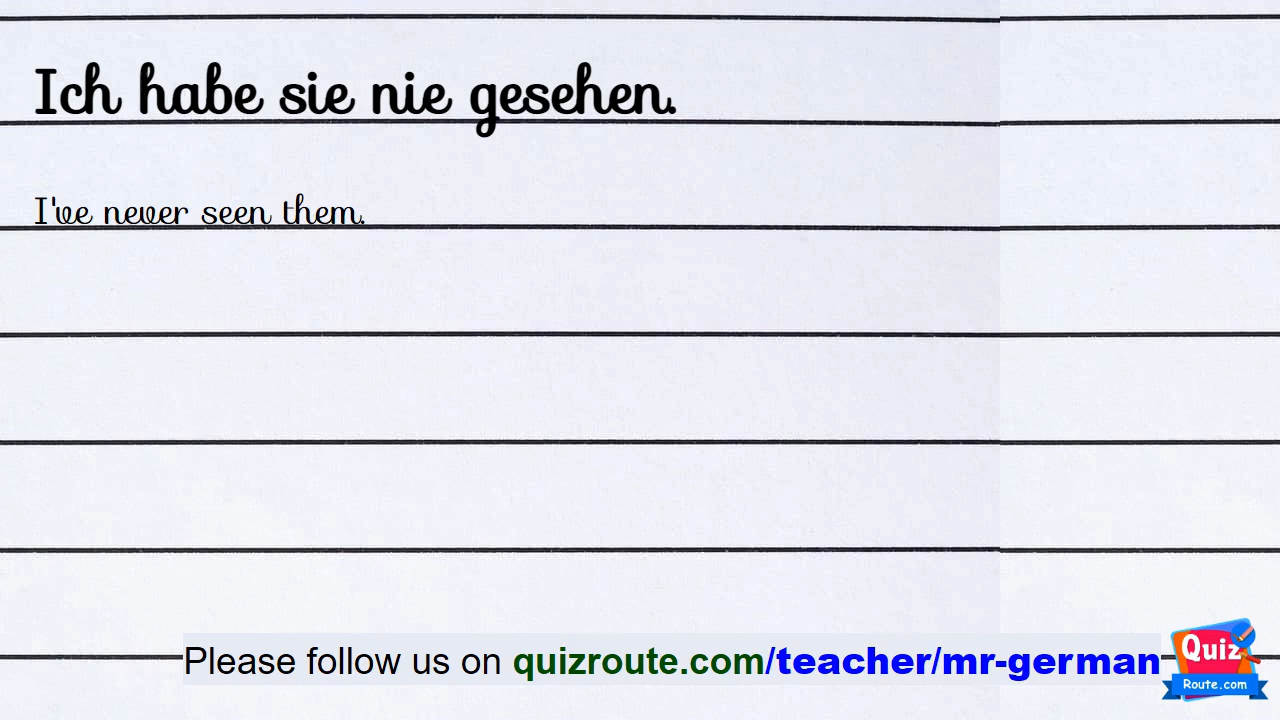 Ich habe sie nie gesehen.
I've never seen them.
Please follow us on quizroute.com/teacher/mr-german
Quiz
Route.com